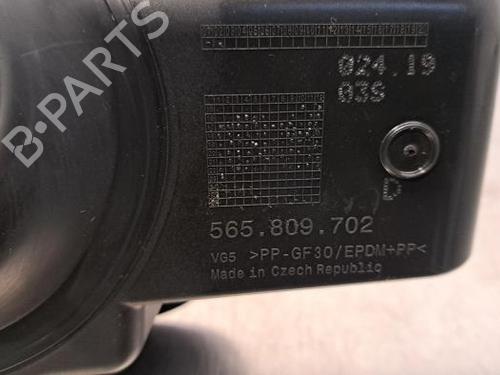 024.19
03S
D
565.809.702
VG5 >PP-GF30/EPDM+PP<
Made in Czech Republic
B-PARTS